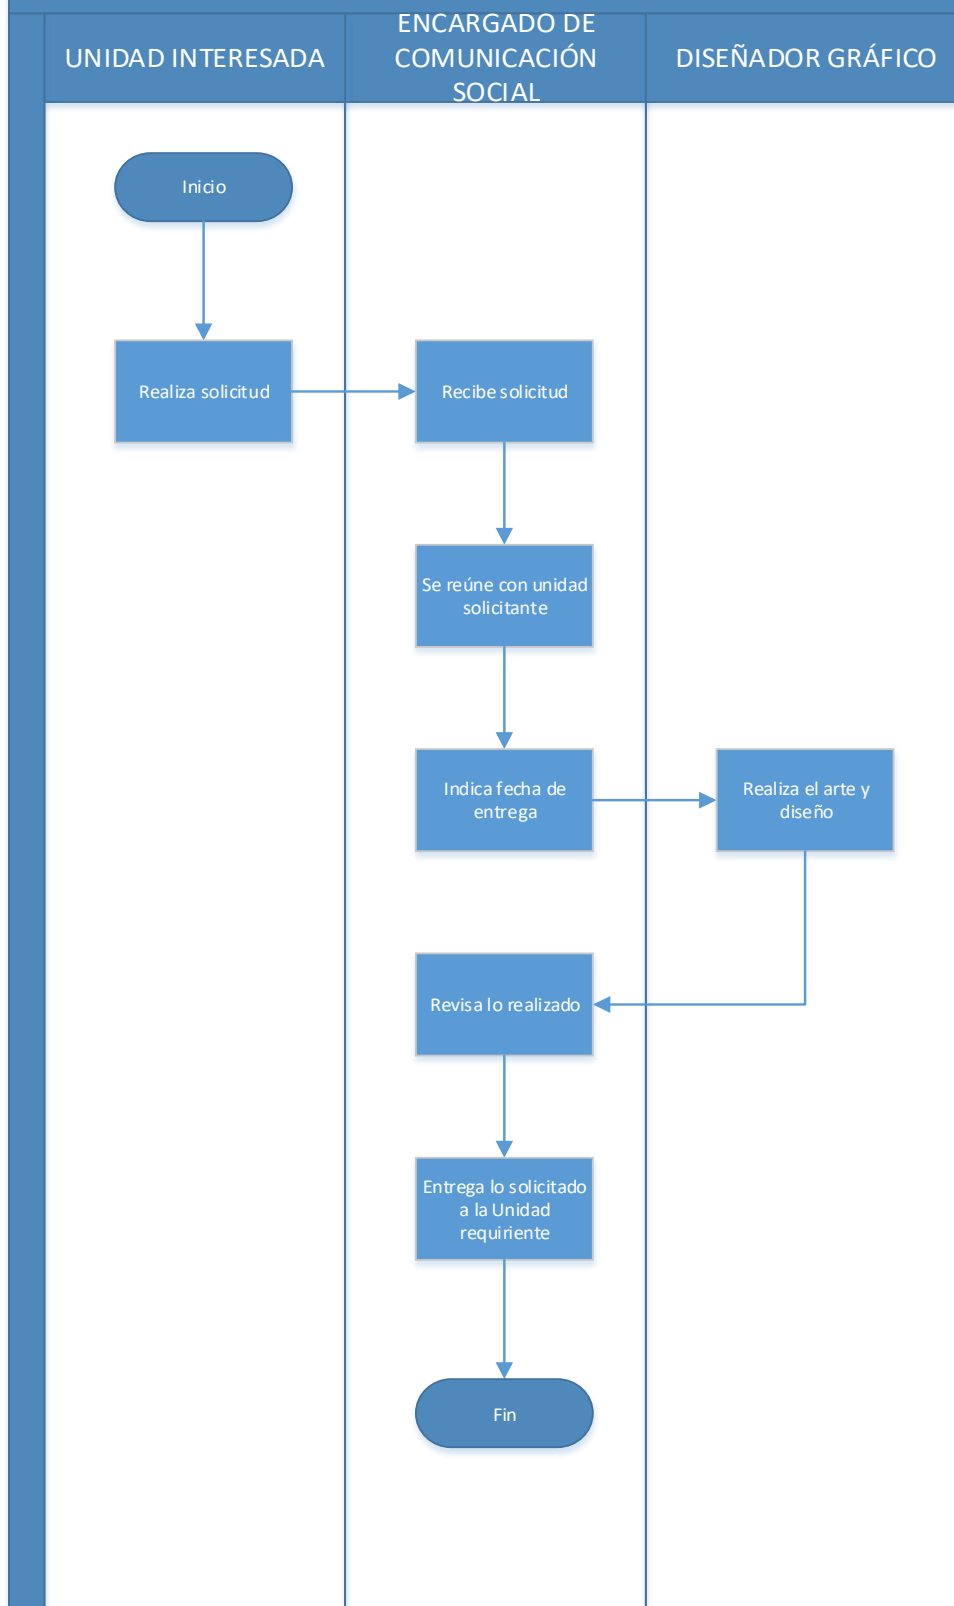 UNIDAD INTERESADA
ENCARGADO DE
COMUNICACIÓN
SOCIAL
DISEÑADOR GRÁFICO
Inicio
Realiza solicitud
Recibe solicitud
Se reúne con unidad
solicitante
Indica fecha de
entrega
Realiza el arte y
diseño
Revisa lo realizado
Entrega lo solicitado
a la Unidad
requiriente
Fin